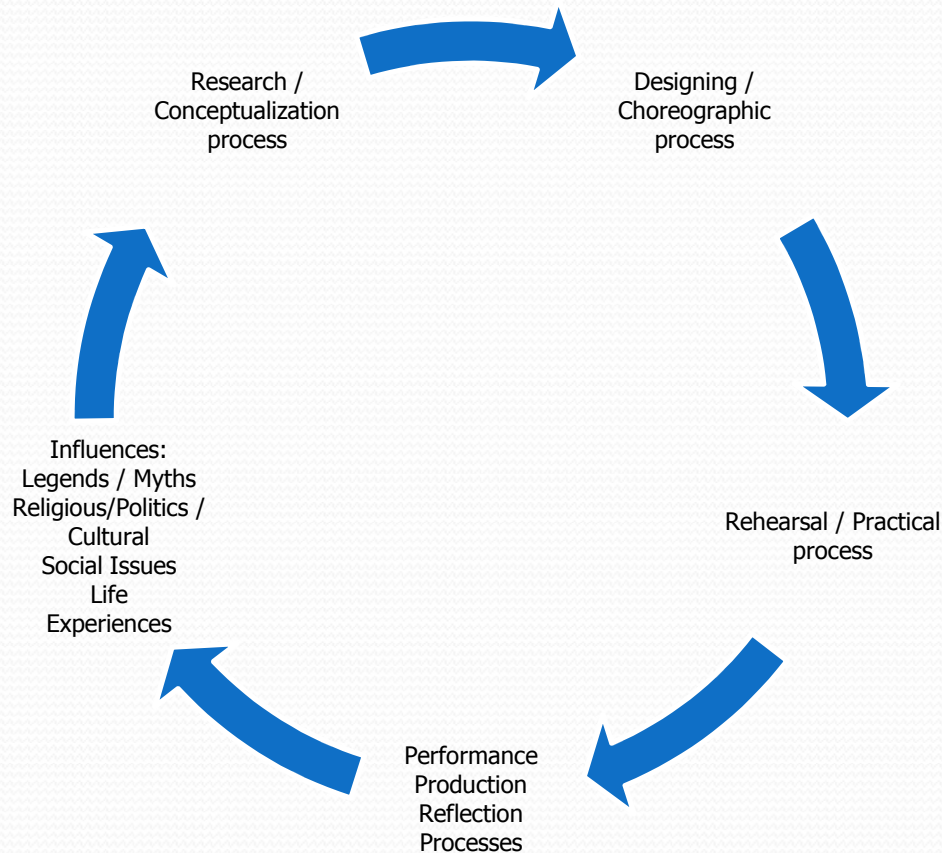 Research /
Conceptualization
process
Designing /
Choreographic
process
Rehearsal / Practical
process
Performance
Production
Reflection
Processes
Influences:
Legends / Myths
Religious/Politics /
Cultural
Social Issues
Life
Experiences